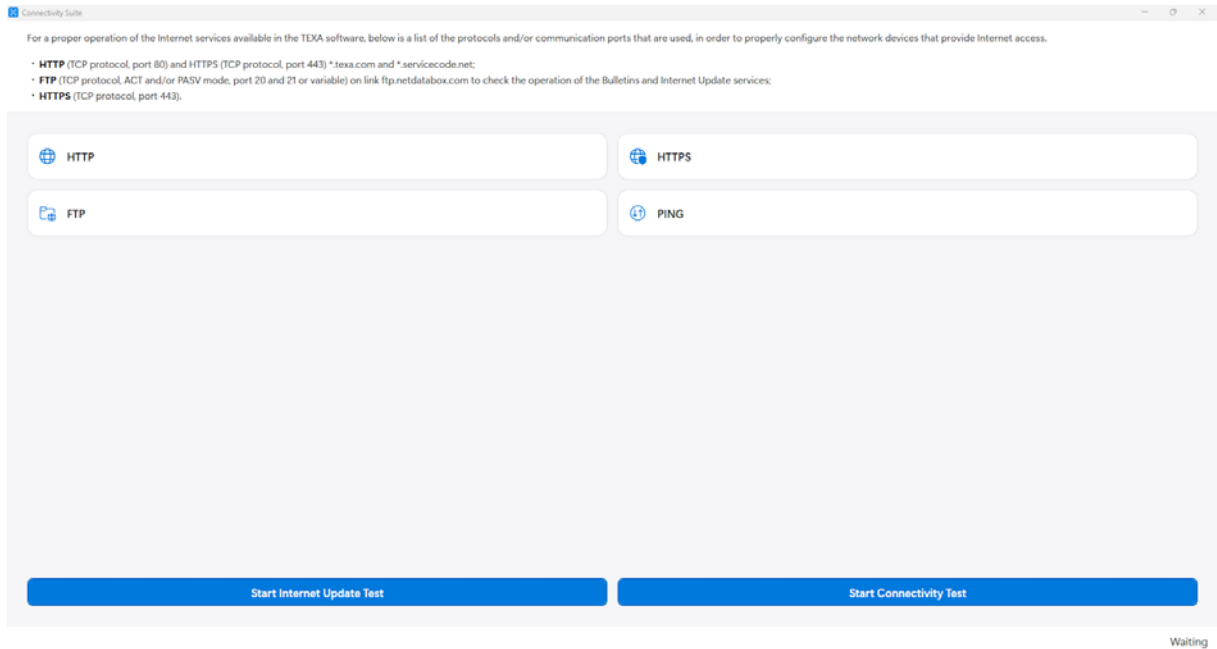 Connectivity Suite
For a proper operation of the Internet services available in the TEXA software, below is a list of the protocols and/or communication ports that are used, in order to properly configure the network devices that provide Internet access.
• HTTP (TCP protocol, port 80) and HTTPS (TCP protocol, port 443) *.texa.com and *.servicecode.net;
• FTP (TCP protocol, ACT and/or PASV mode, port 20 and 21 or variable) on link ftp.netdatabox.com to check the operation of the Bulletins and Internet Update services;
• HTTPS (TCP protocol, port 443).
HTTP
HTTPS
FTP
PING
Start Internet Update Test
Start Connectivity Test
Waiting